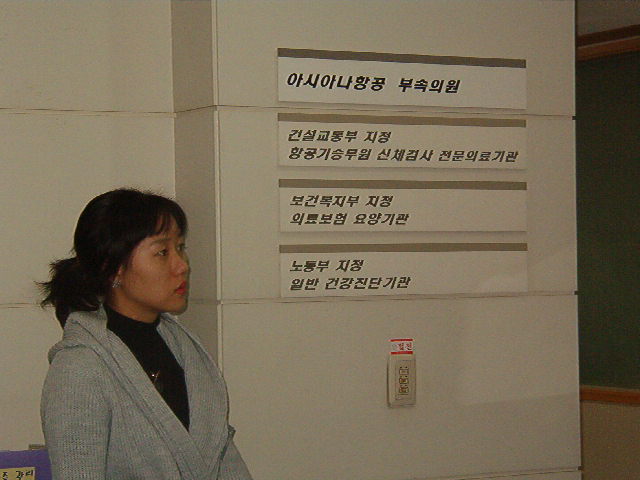 아시아나항공 부속의원
건설교통부 지정
항공기승무원 신체검사 전문의료기관
보건복지부 지정
의료보험 요양기관
노동부 지정
일반 건강진단기관